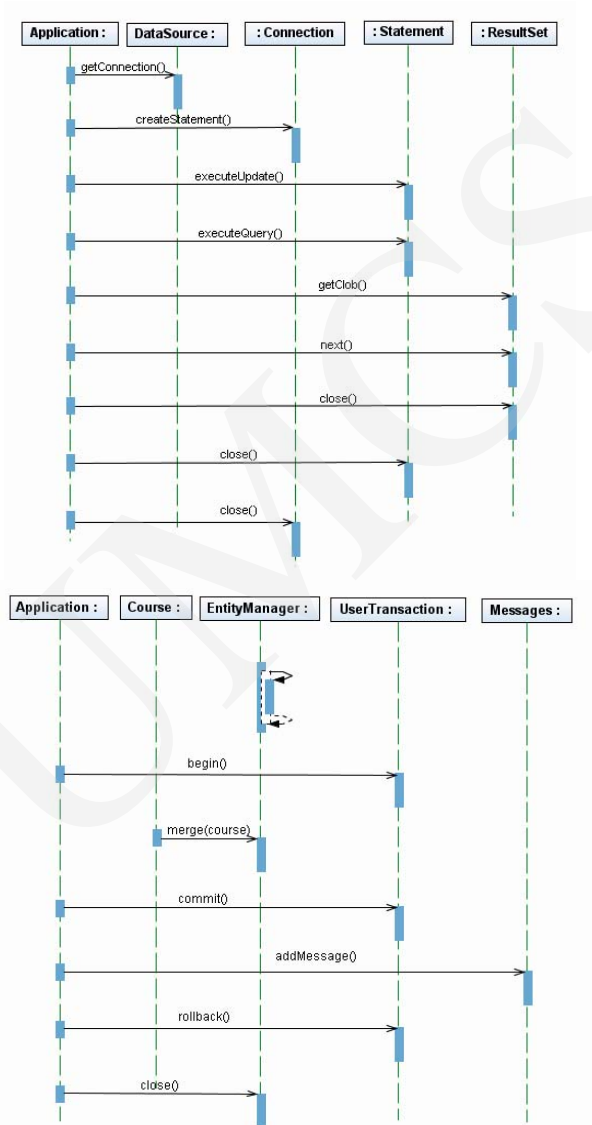 Application :
DataSource :
: Connection
: Statement
: ResultSet
getConnection()
createStatement()
executeUpdate()
executeQuery()
getClob()
next()
close()
close()
close()
Application :
Course :
EntityManager :
UserTransaction :
Messages :
begin()
merge(course)
commit()
addMessage()
rollback()
close()
UMCS